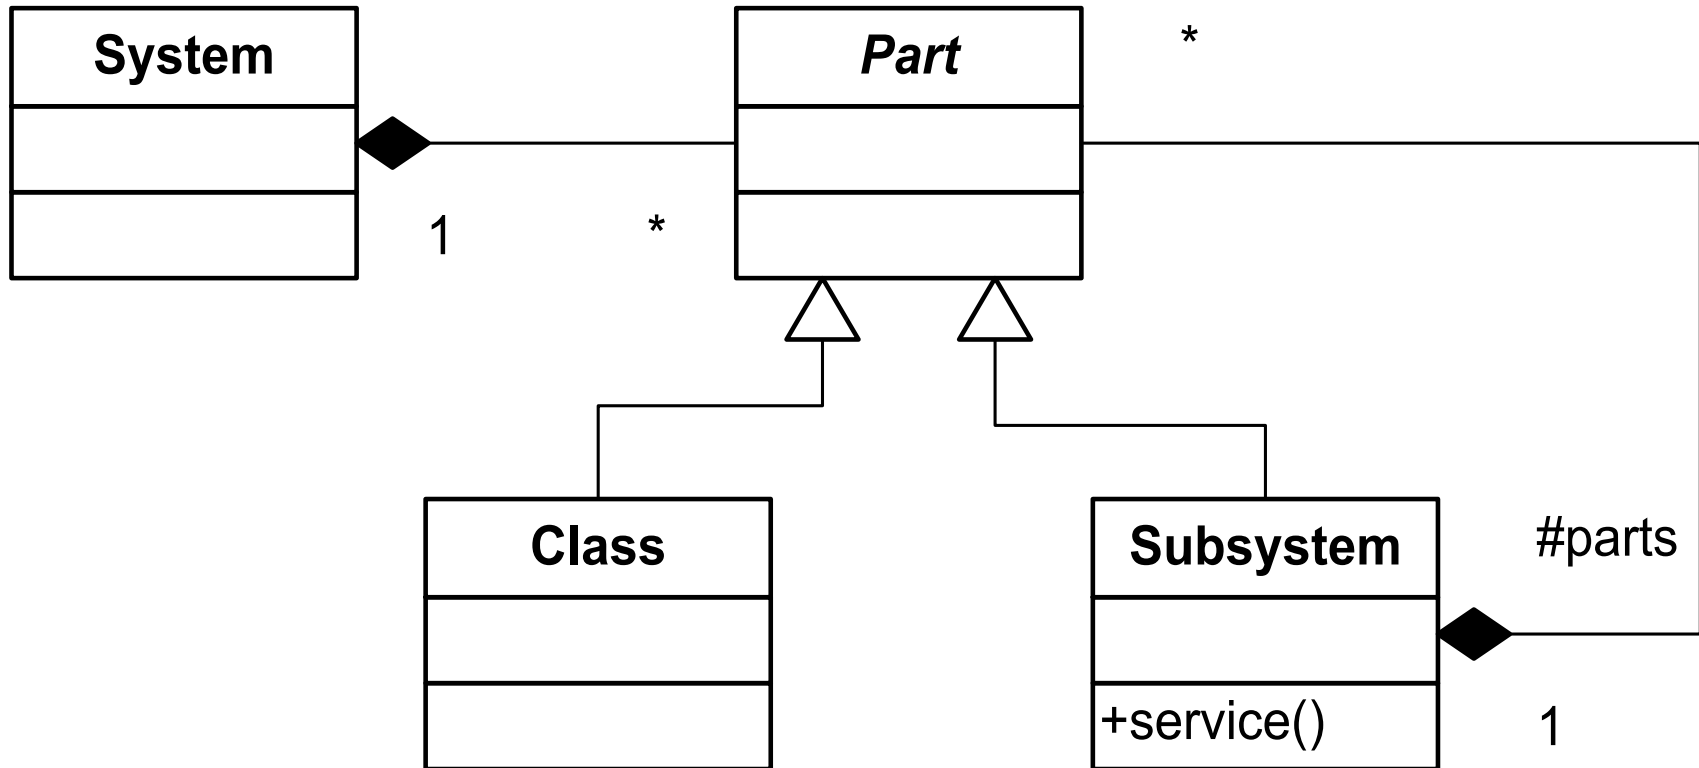 System
Part
*
1
*
Class
Subsystem
#parts
+service()
1